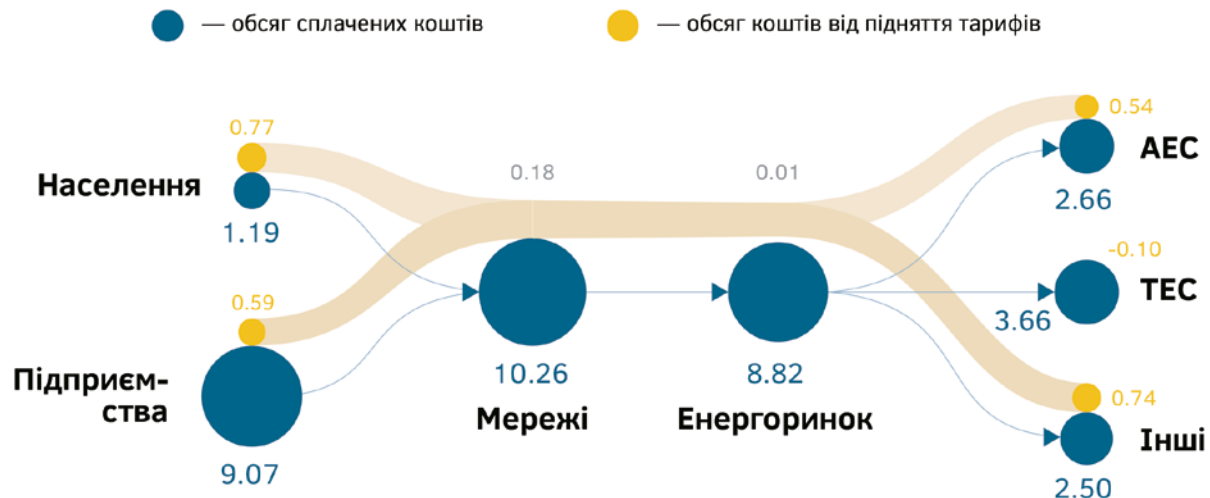 — обсяг сплачених коштів
— обсяг коштів від підняття тарифів
0.77
Населення
1.19
0.59
Підприєм-
ства
9.07
0.18
10.26
Мережі
0.01
8.82
Енергоринок
0.54
АЕС
2.66
-0.10
ТЕС
3.66
0.74
Інші
2.50